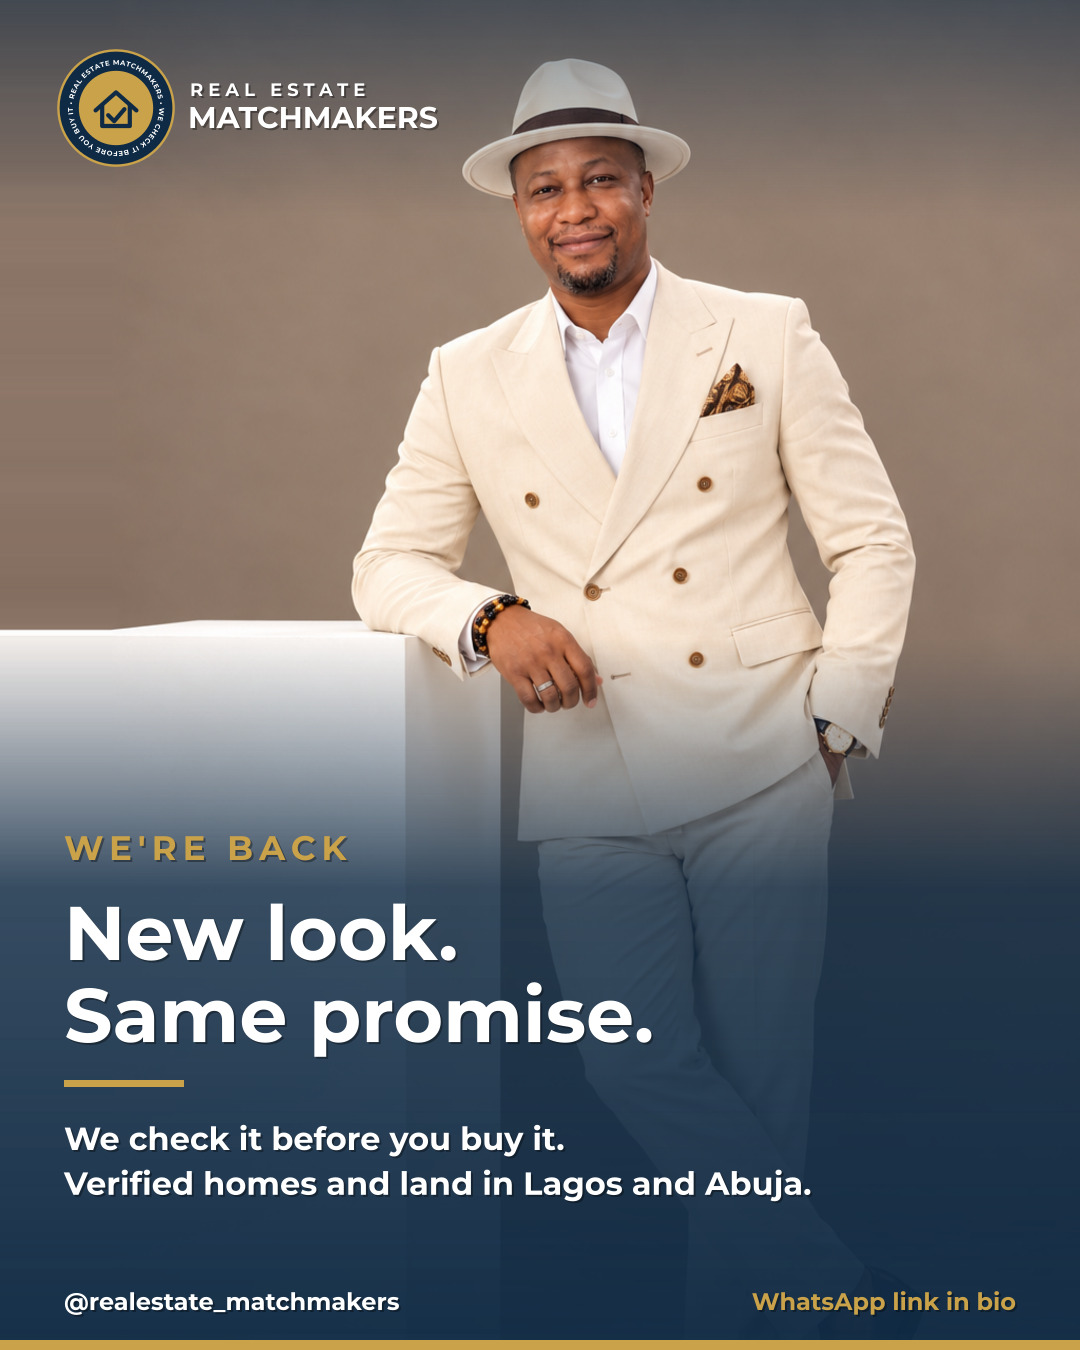 REAL ESTATE MATCHMAKERS • WE CHECK IT BEFORE YOU BUY IT •
REAL ESTATE
MATCHMAKERS
WE'RE BACK
New look.
Same promise.
We check it before you buy it.
Verified homes and land in Lagos and Abuja.
@realestate_matchmakers
WhatsApp link in bio